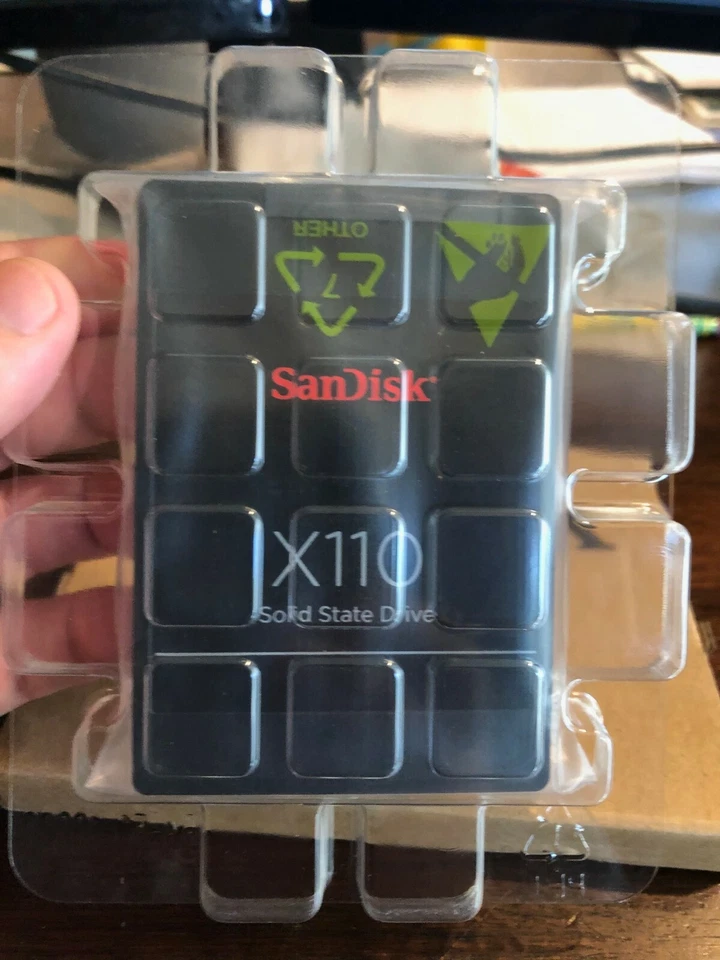 OTHER
7
SanDisk®
X110
Solid State Drive